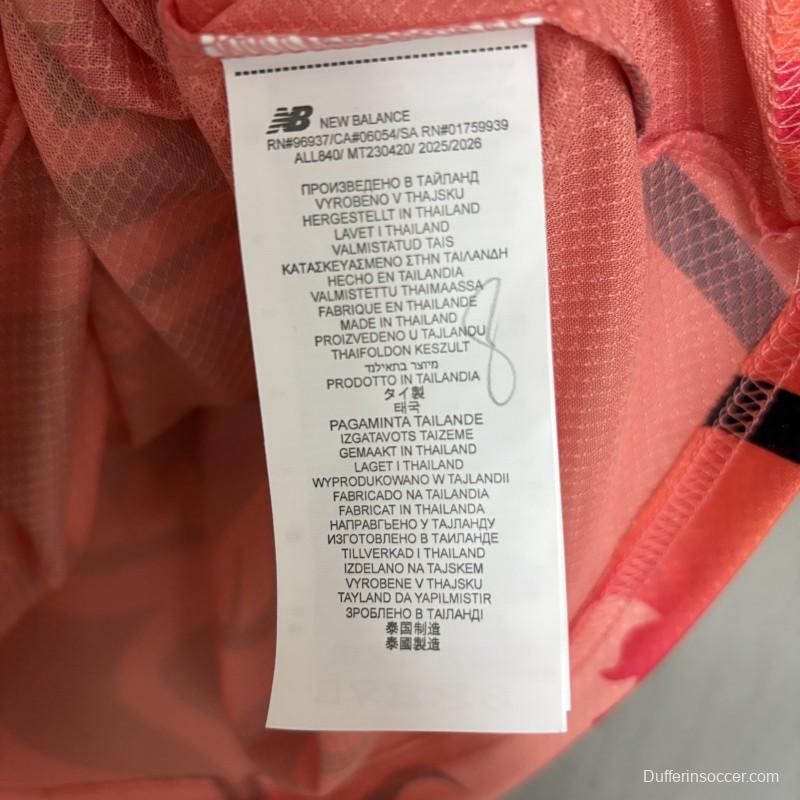 NB NEW BALANCE
RN#96937/CA#06054/SA RN#01759939
ALL840/ MT230420/ 2025/2026
ПРОИЗВЕДЕНО В ТАЙЛАНД
VYROBENO V THAJSKU
HERGESTELLT IN THAILAND
LAVET I THAILAND
VALMISTATUD TAIS
ΚΑΤΑΣΚΕΥΑΣΜΕΝΟ ΣΤΗΝ ΤΑΙΛΑΝΔΗ
HECHO EN TAILANDIA
VALMISTETTU THAIMAASSA
FABRIQUE EN THAILANDE
MADE IN THAILAND
PROIZVEDENO U TAJLANDU
THAIFOLDON KESZULT
מיוצר בתאילנד
PRODOTTO IN TAILANDIA
タイ製
태국
PAGAMINTA TAILANDE
IZGATAVOTS TAIZEME
GEMAAKT IN THAILAND
LAGET I THAILAND
WYPRODUKOWANO W TAJLANDII
FABRICADO NA TAILANDIA
FABRICAT IN THAILANDA
НАПРАВГЬЕНО У ТАЈЛАНДУ
ИЗГОТОВЛЕНО В ТАИЛАНДЕ
TILLVERKAD I THAILAND
IZDELANO NA TAJSKEM
VYROBENE V THAJSKU
TAYLAND DA YAPILMISTIR
ЗРОБЛЕНО В ТАІЛАНДІ
泰国制造
泰國製造
8
Dufferinsoccer.com